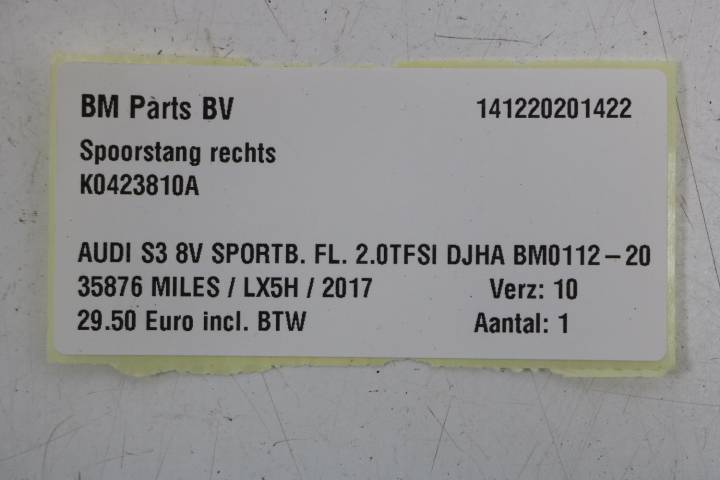 BM Parts BV 141220201422
Spoorstang rechts
K0423810A
AUDI S3 8V SPORTB. FL. 2.0TFSI DJHA BM0112-20
35876 MILES / LX5H / 2017 Verz: 10
29.50 Euro incl. BTW Aantal: 1